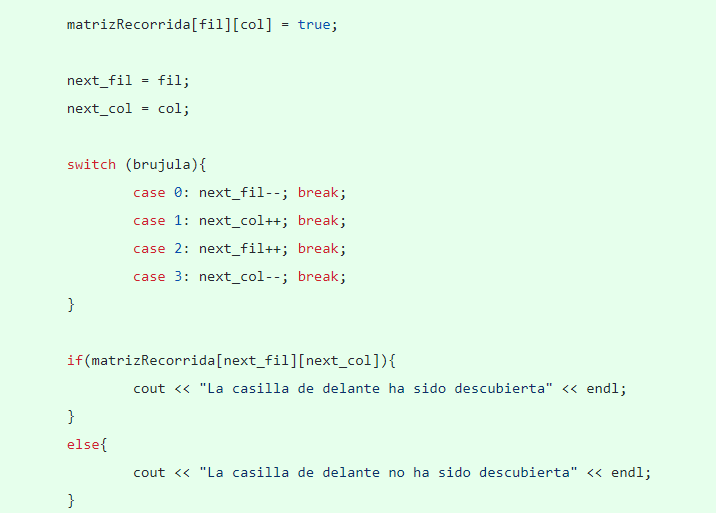 matrizRecorrida[fil][col] = true;
next_fil = fil;
next_col = col;
switch (brujula){
case 0: next_fil--; break;
case 1: next_col++; break;
case 2: next_fil++; break;
case 3: next_col--; break;
}
if(matrizRecorrida[next_fil][next_col]){
cout << "La casilla de delante ha sido descubierta" << endl;
}
else{
cout << "La casilla de delante no ha sido descubierta" << endl;
}